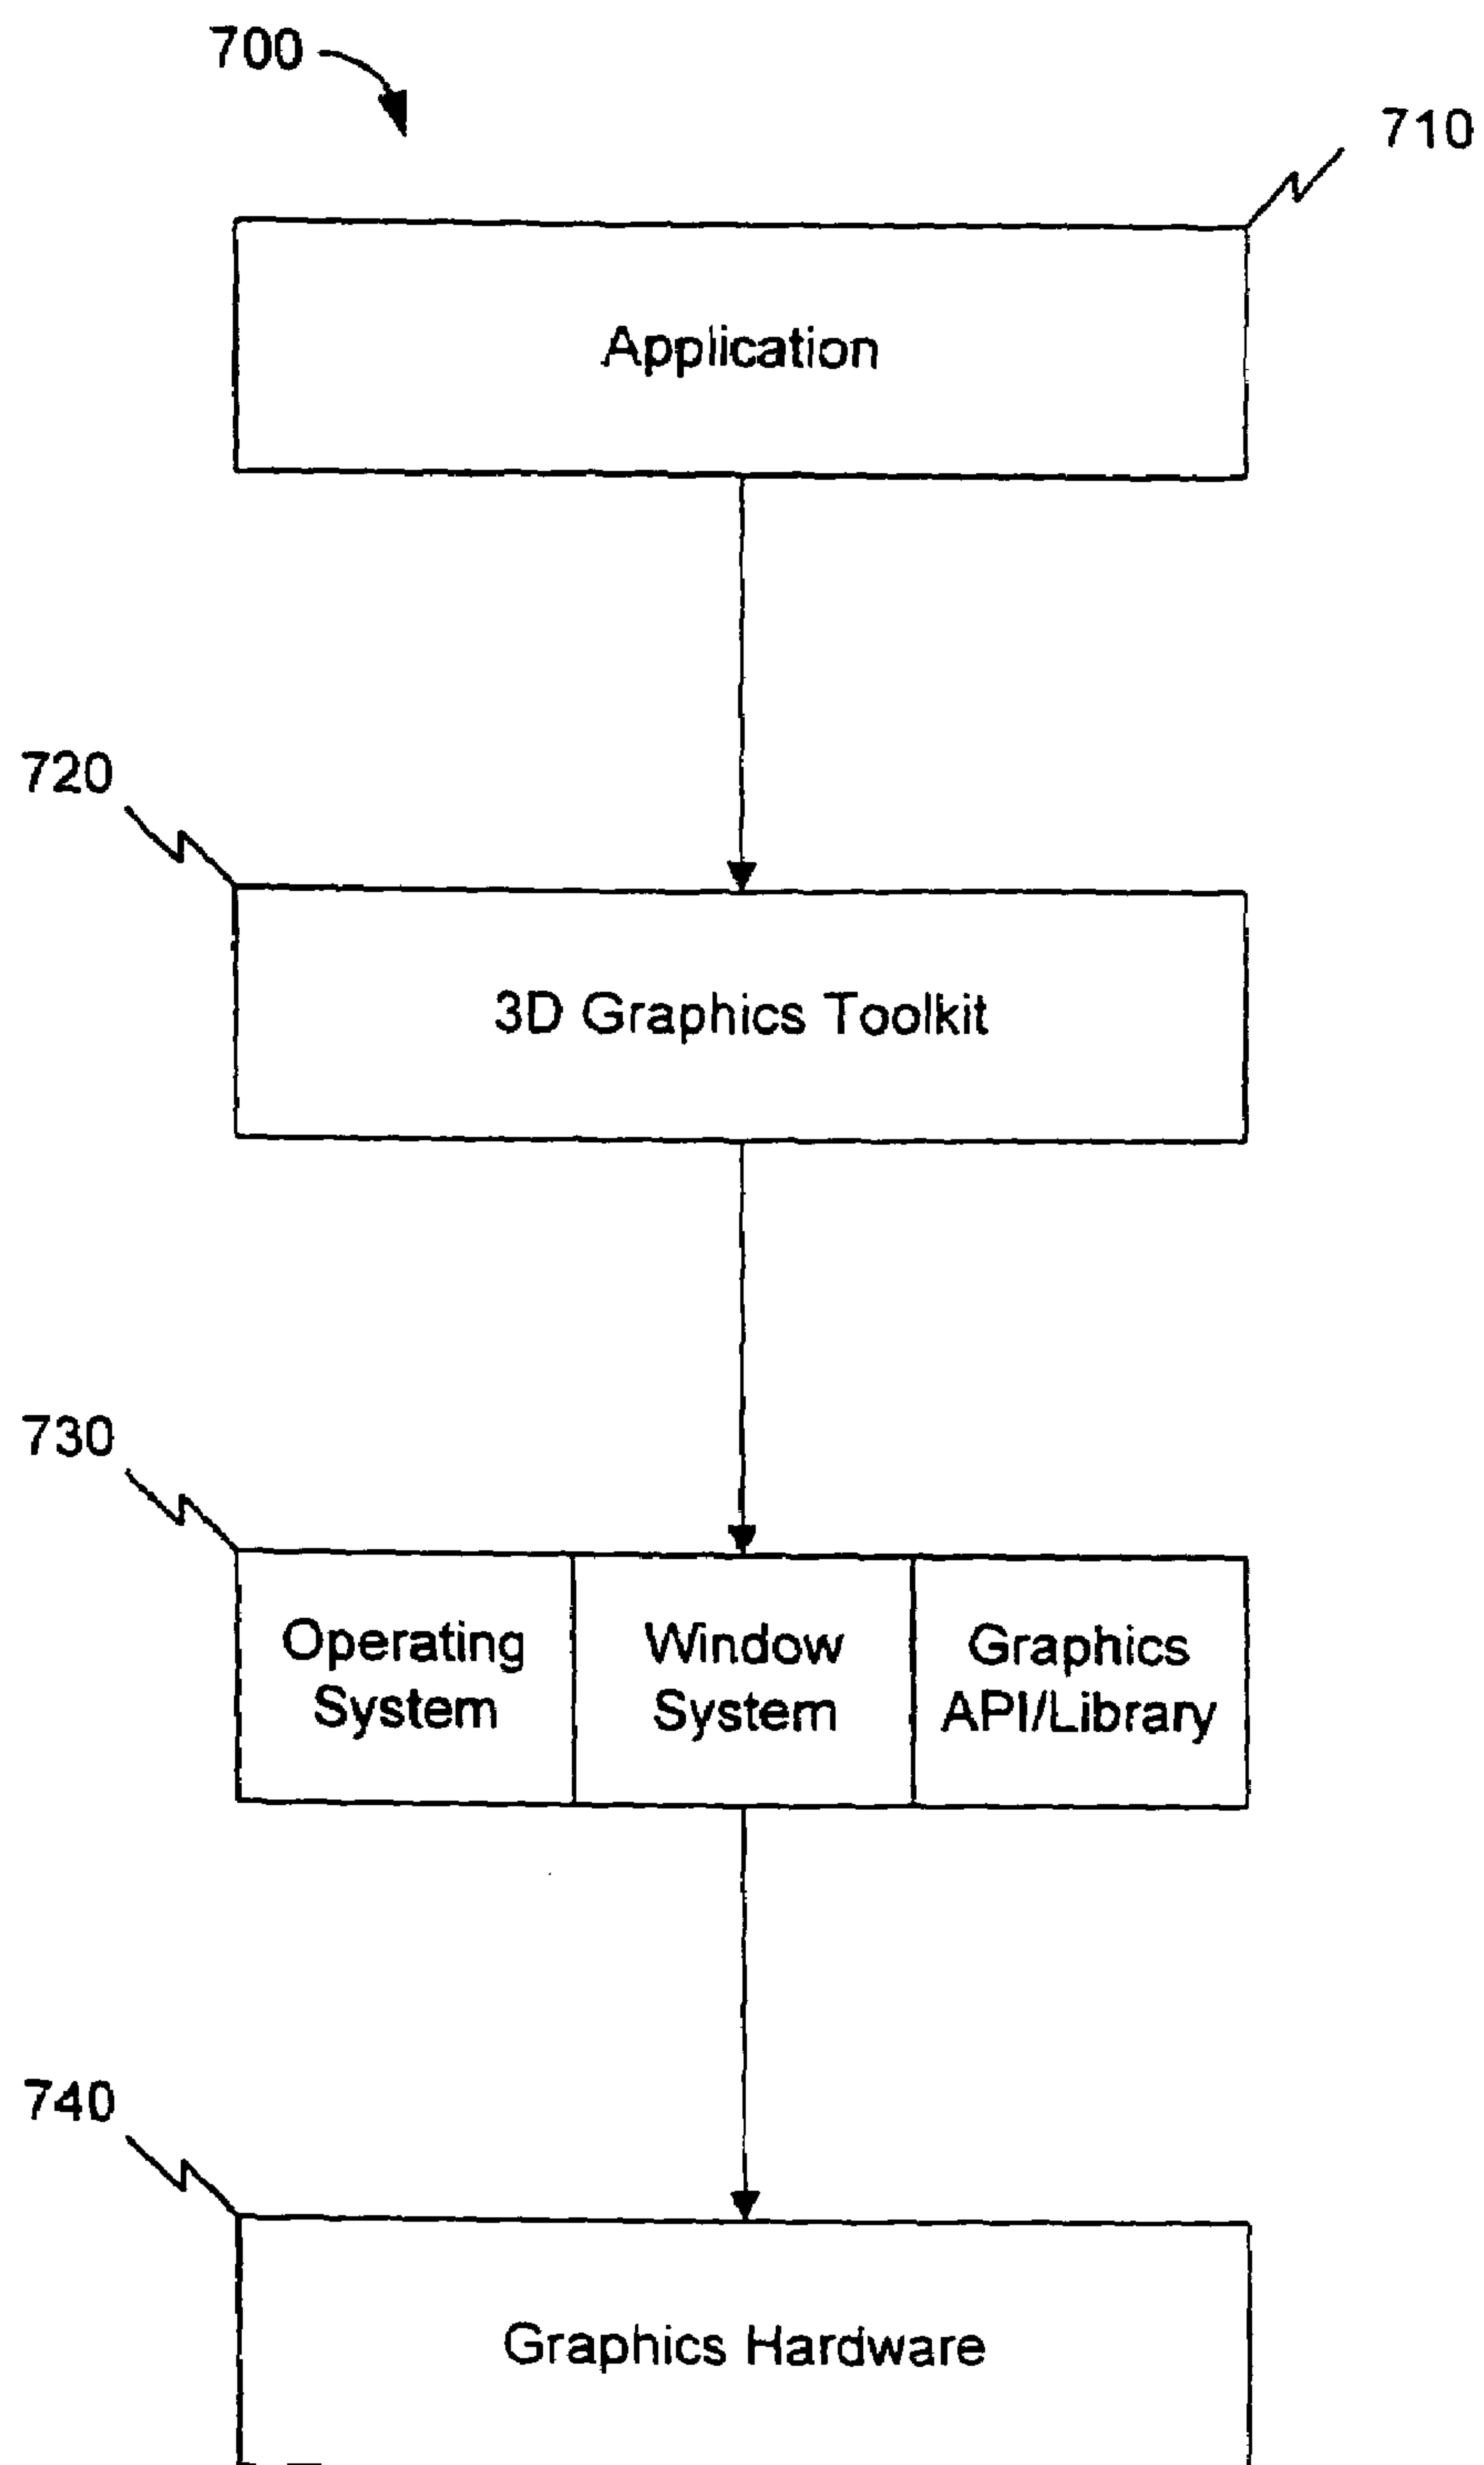 700
710
Application
720
3D Graphics Toolkit
730
Operating
System
Window
System
Graphics
API/Library
740
Graphics Hardware